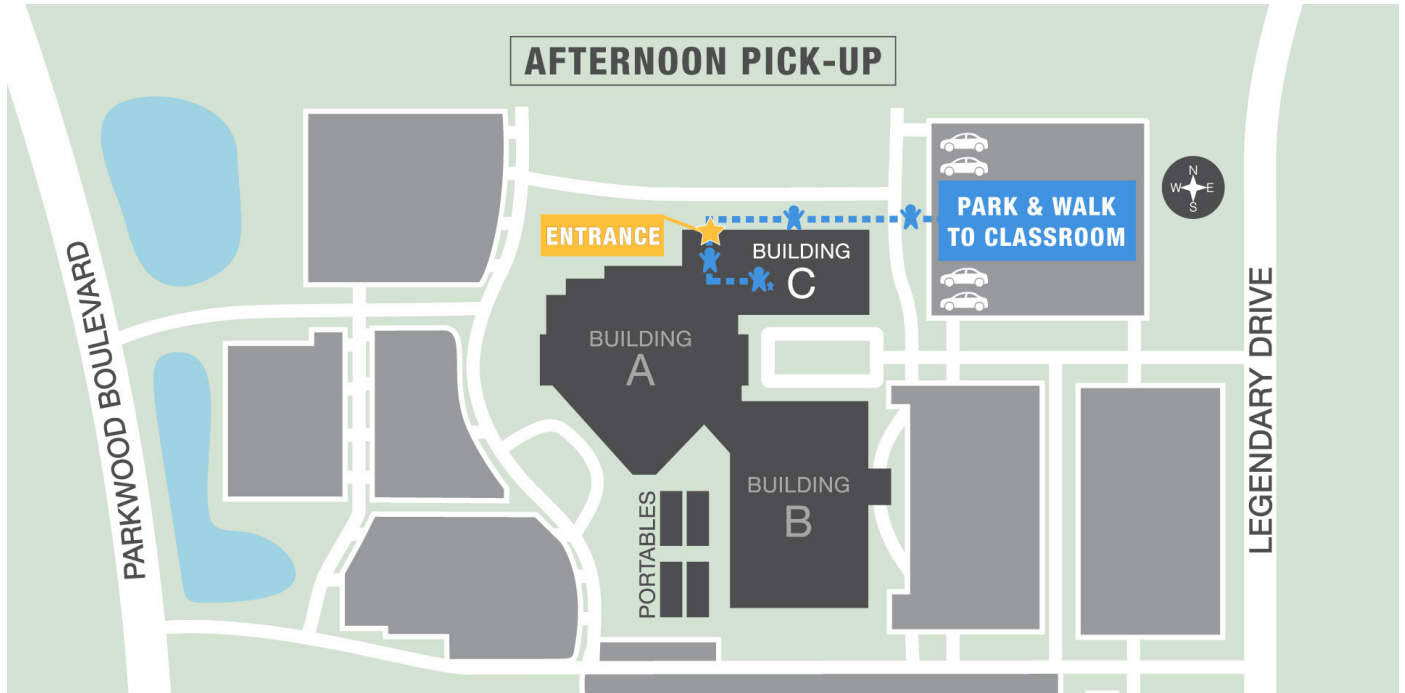 AFTERNOON PICK-UP
PARK & WALK
TO CLASSROOM
N
W E
S
ENTRANCE
BUILDING
C
BUILDING
A
BUILDING
B
PORTABLES
PARKWOOD BOULEVARD
LEGENDARY DRIVE